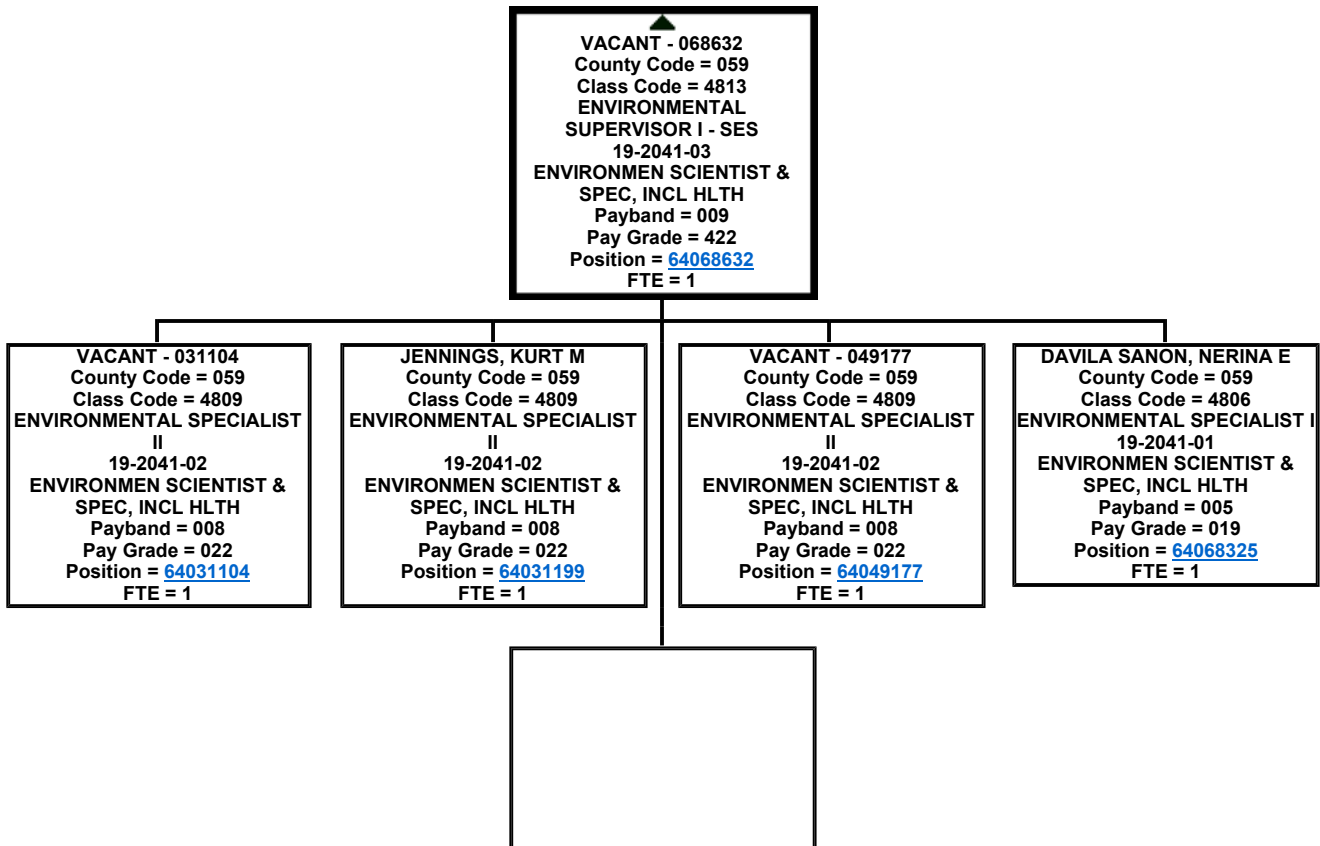 VACANT - 068632
County Code = 059
Class Code = 4813
ENVIRONMENTAL
SUPERVISOR I - SES
19-2041-03
ENVIRONMEN SCIENTIST &
SPEC, INCL HLTH
Payband = 009
Pay Grade = 422
Position = 64068632
FTE = 1
VACANT - 031104
County Code = 059
Class Code = 4809
ENVIRONMENTAL SPECIALIST
II
19-2041-02
ENVIRONMEN SCIENTIST &
SPEC, INCL HLTH
Payband = 008
Pay Grade = 022
Position = 64031104
FTE = 1
JENNINGS, KURT M
County Code = 059
Class Code = 4809
ENVIRONMENTAL SPECIALIST
II
19-2041-02
ENVIRONMEN SCIENTIST &
SPEC, INCL HLTH
Payband = 008
Pay Grade = 022
Position = 64031199
FTE = 1
VACANT - 049177
County Code = 059
Class Code = 4809
ENVIRONMENTAL SPECIALIST
II
19-2041-02
ENVIRONMEN SCIENTIST &
SPEC, INCL HLTH
Payband = 008
Pay Grade = 022
Position = 64049177
FTE = 1
DAVILA SANON, NERINA E
County Code = 059
Class Code = 4806
ENVIRONMENTAL SPECIALIST I
19-2041-01
ENVIRONMEN SCIENTIST &
SPEC, INCL HLTH
Payband = 005
Pay Grade = 019
Position = 64068325
FTE = 1